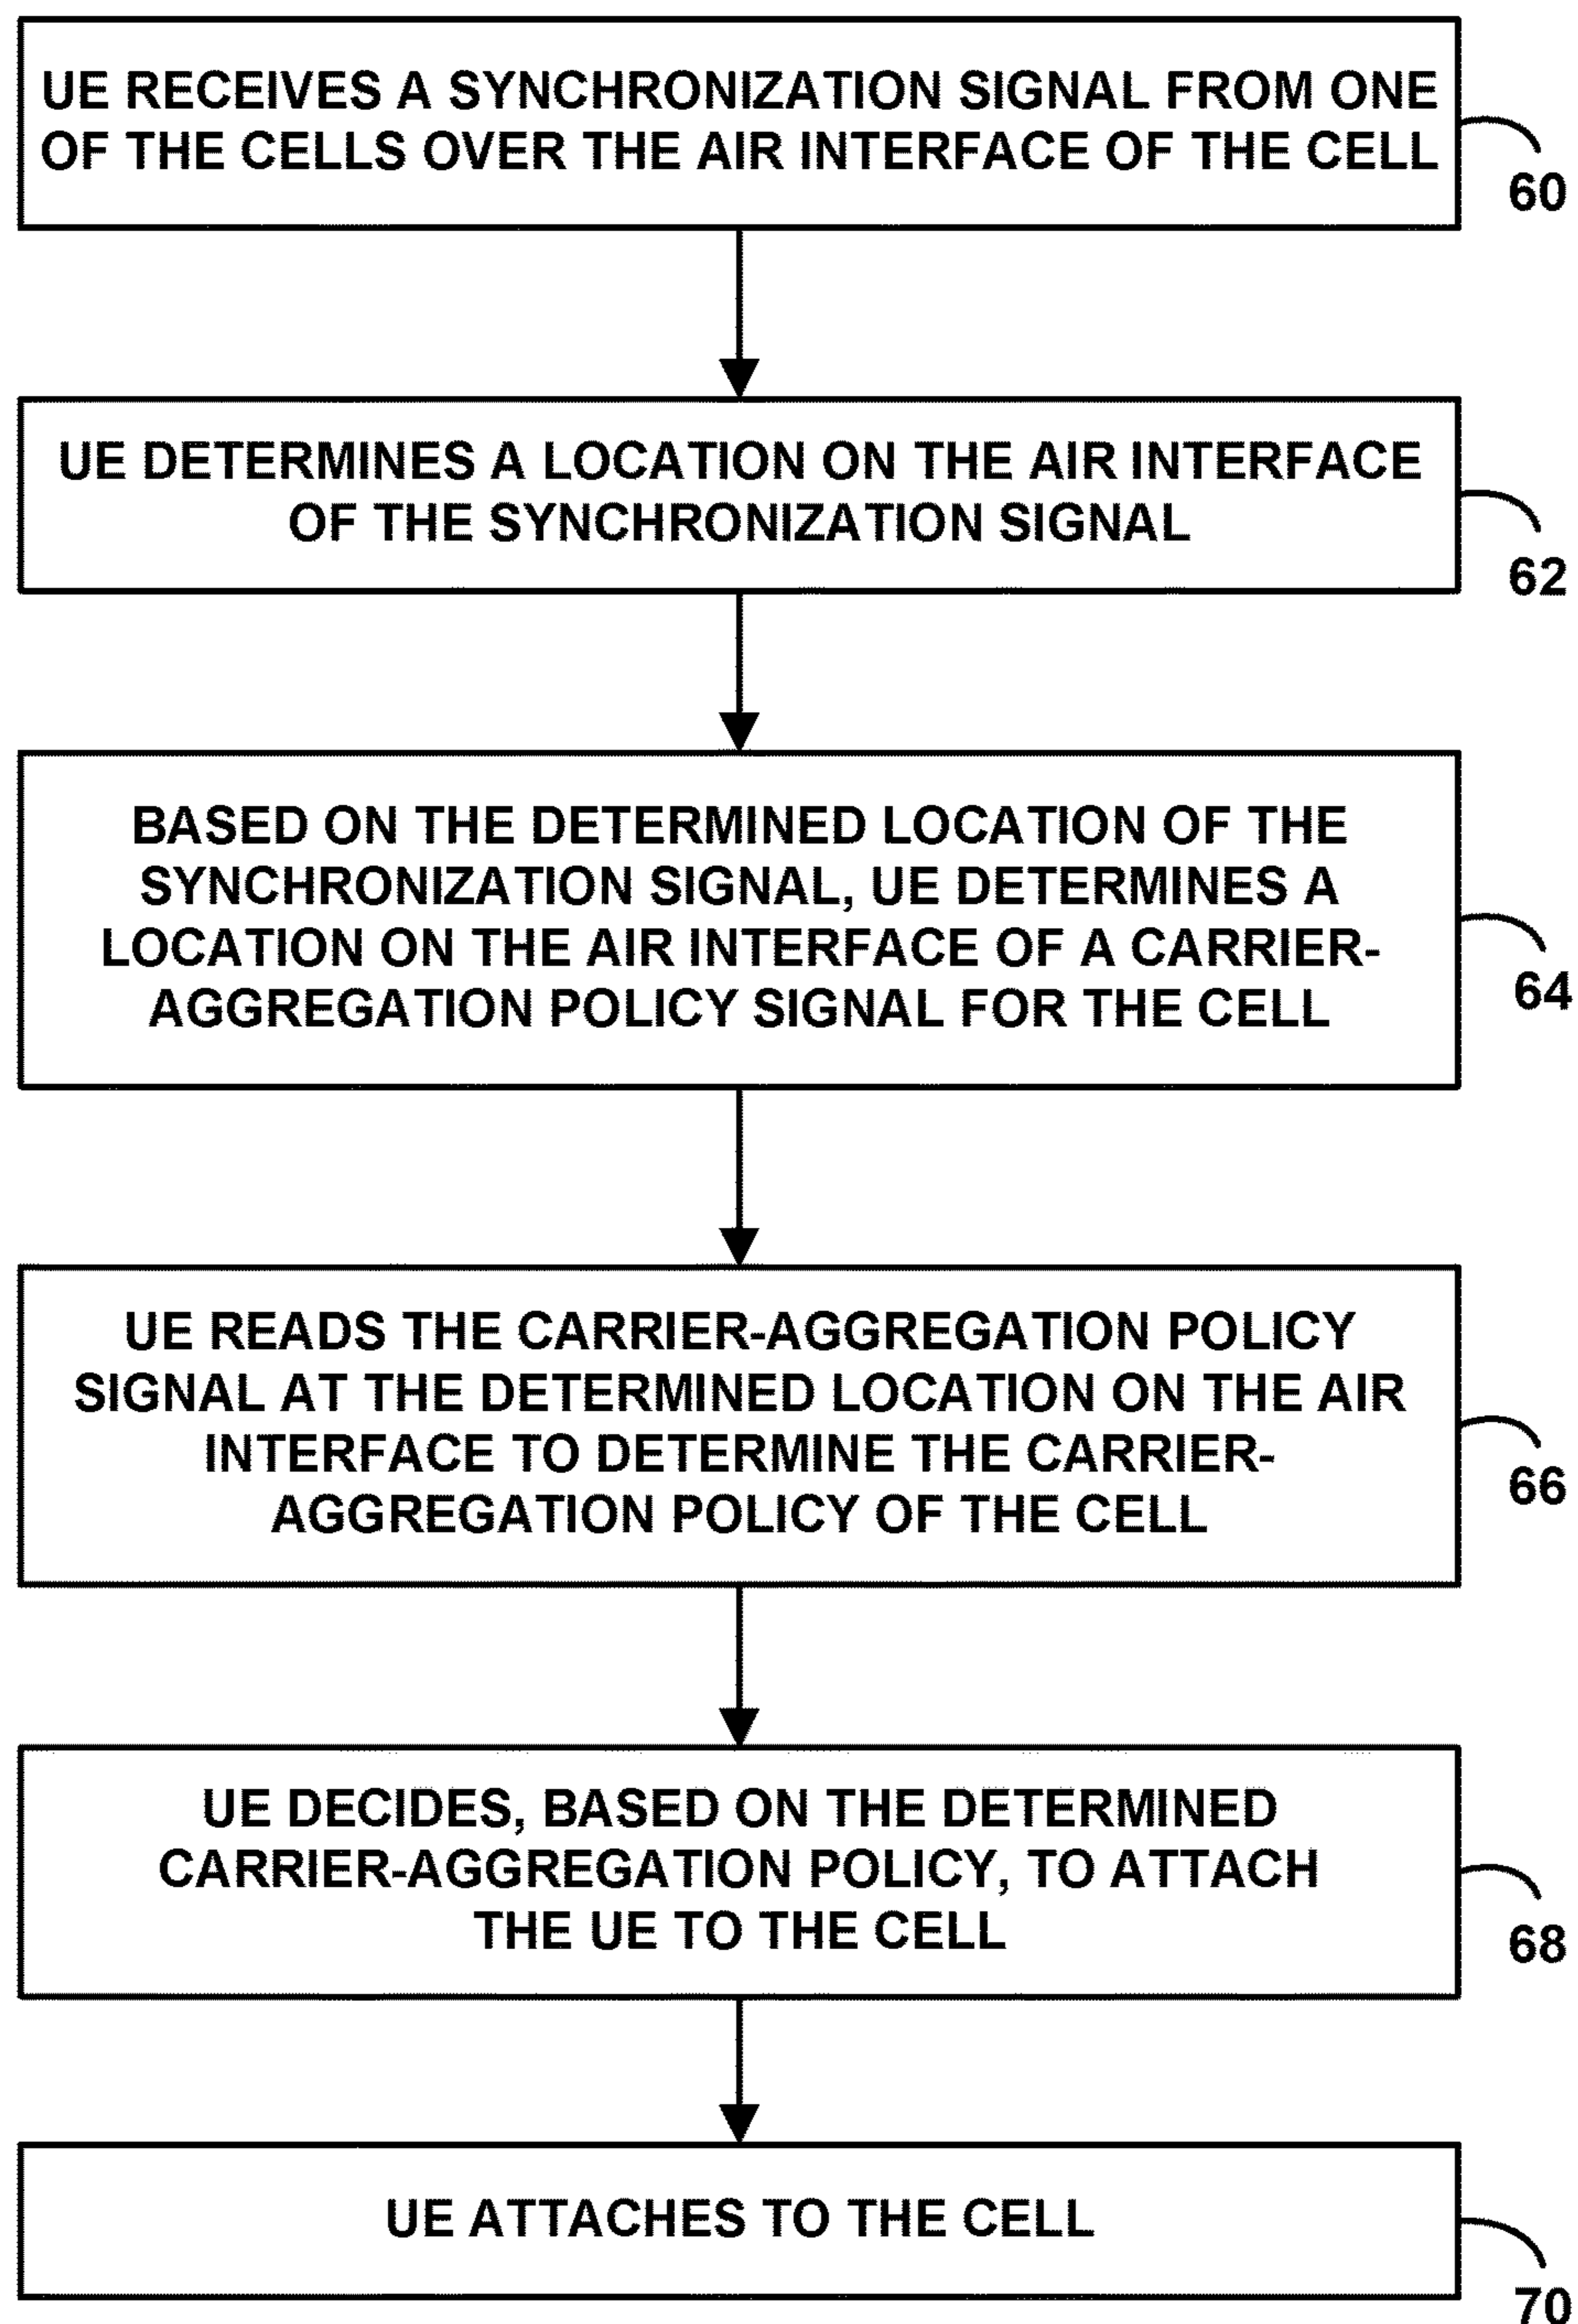 UE RECEIVES A SYNCHRONIZATION SIGNAL FROM ONE
OF THE CELLS OVER THE AIR INTERFACE OF THE CELL
60
UE DETERMINES A LOCATION ON THE AIR INTERFACE
OF THE SYNCHRONIZATION SIGNAL
62
BASED ON THE DETERMINED LOCATION OF THE
SYNCHRONIZATION SIGNAL, UE DETERMINES A
LOCATION ON THE AIR INTERFACE OF A CARRIER-
AGGREGATION POLICY SIGNAL FOR THE CELL
64
UE READS THE CARRIER-AGGREGATION POLICY
SIGNAL AT THE DETERMINED LOCATION ON THE AIR
INTERFACE TO DETERMINE THE CARRIER-
AGGREGATION POLICY OF THE CELL
66
UE DECIDES, BASED ON THE DETERMINED
CARRIER-AGGREGATION POLICY, TO ATTACH
THE UE TO THE CELL
68
UE ATTACHES TO THE CELL
70